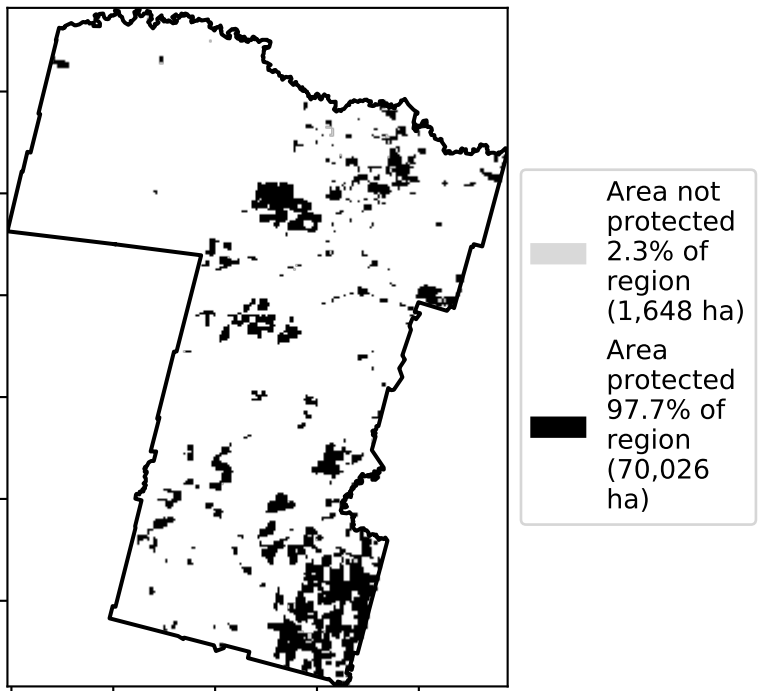 Area not
protected
2.3% of
region
(1,648 ha)
Area
protected
97.7% of
region
(70,026
ha)